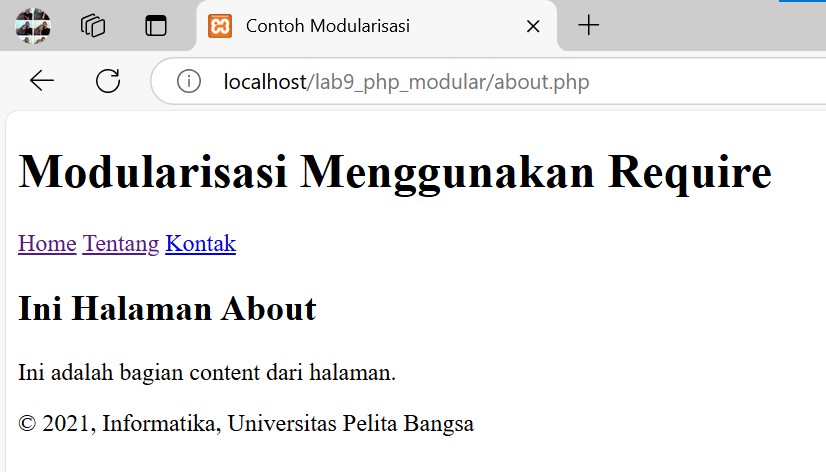 Contoh Modularisasi
localhost/lab9_php_modular/about.php
Modularisasi Menggunakan Require
Home Tentang Kontak
Ini Halaman About
Ini adalah bagian content dari halaman.
© 2021, Informatika, Universitas Pelita Bangsa